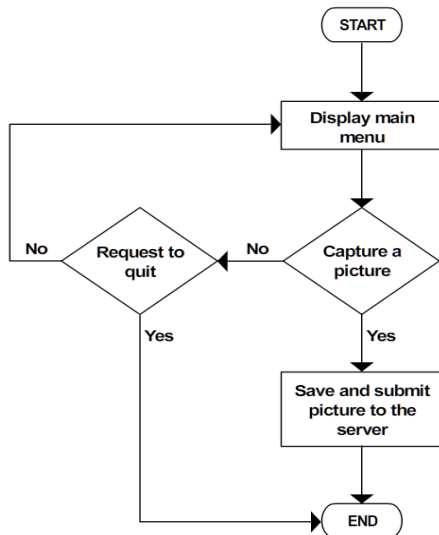 START
Display main
menu
Capture a
picture
No
Request to
quit
No
Yes
Yes
Save and submit
picture to the
server
END